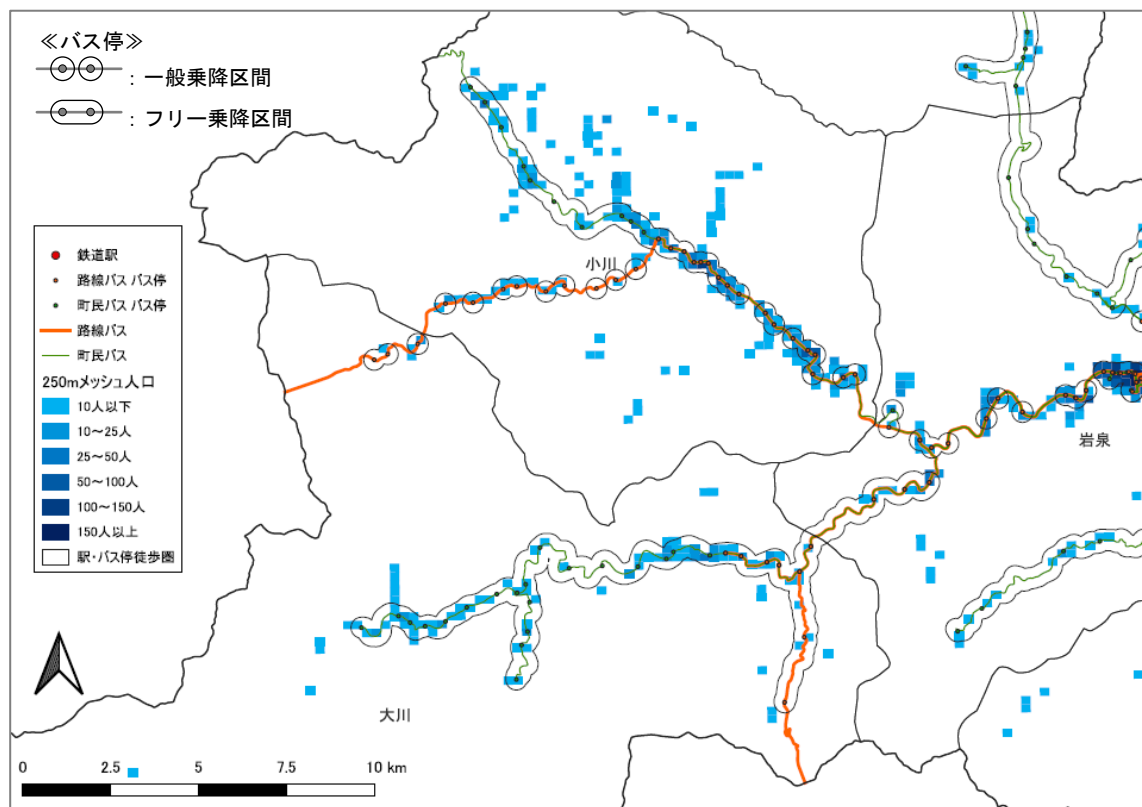 ≪バス停≫
：一般乗降区間
：フリー乗降区間
鉄道駅
路線バス バス停
町民バス バス停
路線バス
町民バス
250mメッシュ人口
10人以下
10～25人
25～50人
50～100人
100～150人
150人以上
駅・バス停徒歩圏
小川
岩泉
大川
0 2.5 5 7.5 10 km